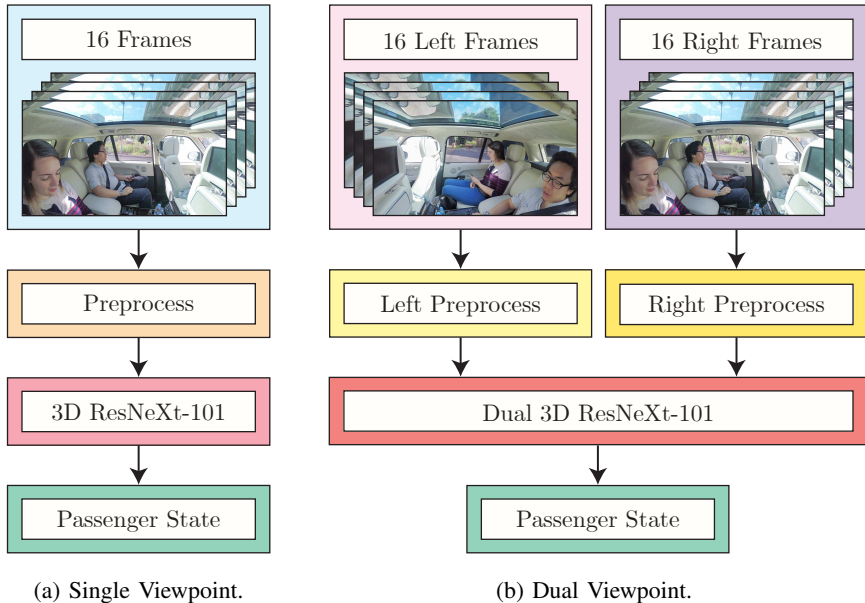 16 Frames
Preprocess
3D ResNeXt-101
Passenger State
(a) Single Viewpoint.
16 Left Frames
16 Right Frames
Left Preprocess
Right Preprocess
Dual 3D ResNeXt-101
Passenger State
(b) Dual Viewpoint.